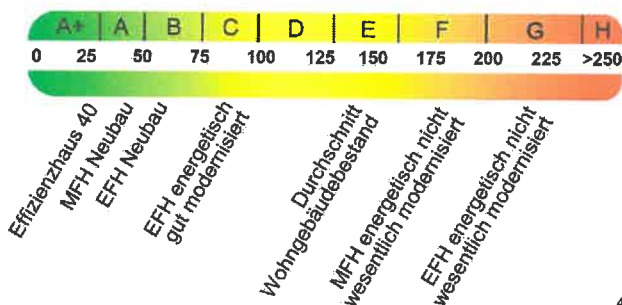 A+ A B C D E F G H
0 25 50 75 100 125 150 175 200 225 >250
Effizienzhaus 40
MFH Neubau
EFH Neubau
EFH energetisch
gut modernisiert
Durchschnitt
Wohngebäudebestand
MFH energetisch nicht
wesentlich modernisiert
EFH energetisch nicht
wesentlich modernisiert